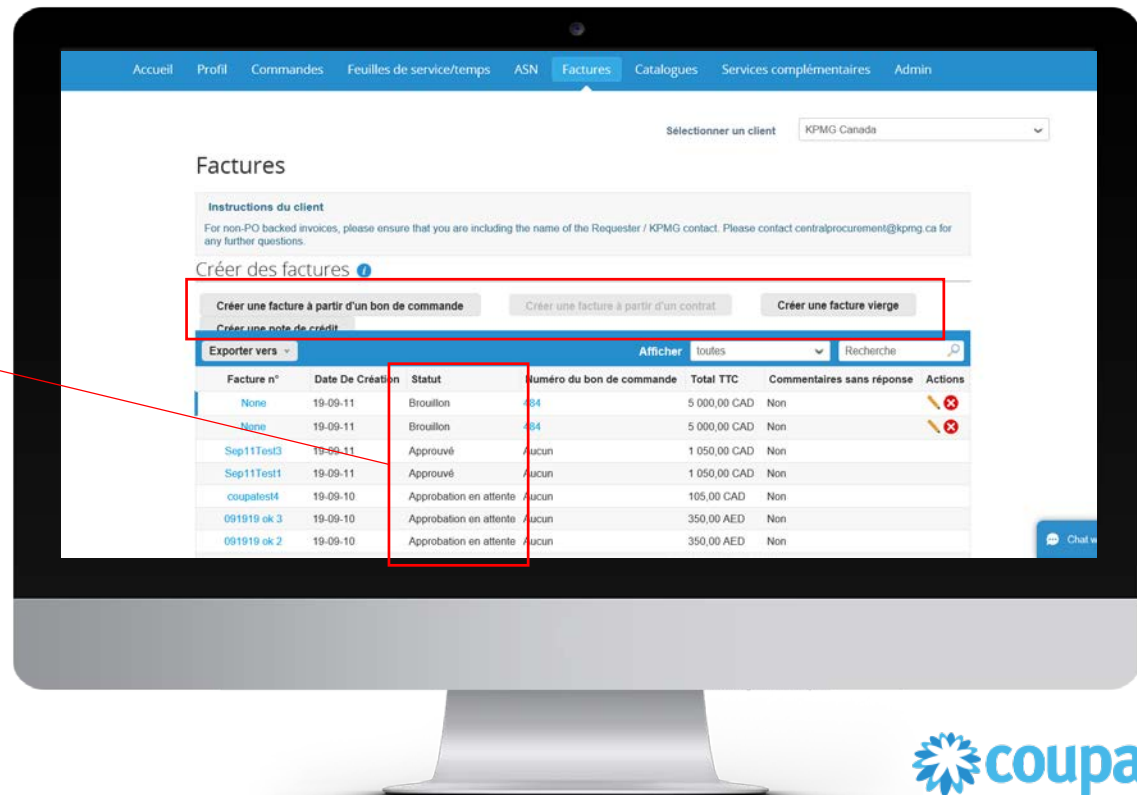 Accueil Profil Commandes Feuilles de service/temps ASN Factures Catalogues Services complémentaires Admin
Sélectionner un client KPMG Canada
Factures
Instructions du client
For non-PO backed invoices, please ensure that you are including the name of the Requester / KPMG contact. Please contact centralprocurement@kpmg.ca for
any further questions.
Créer des factures
Créer une facture à partir d'un bon de commande Créer une facture à partir d'un contrat Créer une facture vierge
Créer une note de crédit
Exporter vers Afficher toutes Recherche
Facture n° Date De Création Statut Numéro du bon de commande Total TTC Commentaires sans réponse Actions
None 19-09-11 Brouillon 484 5 000,00 CAD Non
None 19-09-11 Brouillon 484 5 000,00 CAD Non
Sep11Test3 19-09-11 Approuvé Aucun 1 050,00 CAD Non
Sep11Test1 19-09-11 Approuvé Aucun 1 050,00 CAD Non
coupatest4 19-09-10 Approbation en attente Aucun 105,00 CAD Non
091919 ok 3 19-09-10 Approbation en attente Aucun 350,00 AED Non
091919 ok 2 19-09-10 Approbation en attente Aucun 350,00 AED Non
Chat
coupa